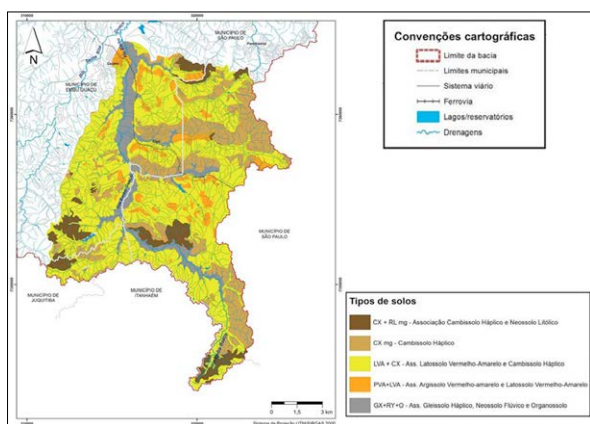 MUNICÍPIO DE
SÃO PAULO
N
MUNICÍPIO DE
EMBU GUAÇU
MUNICÍPIO DE
SÃO PAULO
MUNICÍPIO DE
JUQUITIBA
MUNICÍPIO DE
ITANHAÉM
0 1,5 3 km
Convenções cartográficas
Limite da bacia
Limites municipais
Sistema viário
Ferrovia
Lagos/reservatórios
Drenagens
Tipos de solos
CX + RL mg - Associação Cambissolo Háplico e Neossolo Litólico
CX mg - Cambissolo Háplico
LVA + CX - Ass. Latossolo Vermelho-Amarelo e Cambissolo Háplico
PVA+LVA - Ass. Argissolo Vermelho-amarelo e Latossolo Vermelho-Amarelo
GX+RY+O - Ass. Gleissolo Háplico, Neossolo Flúvico e Organossolo